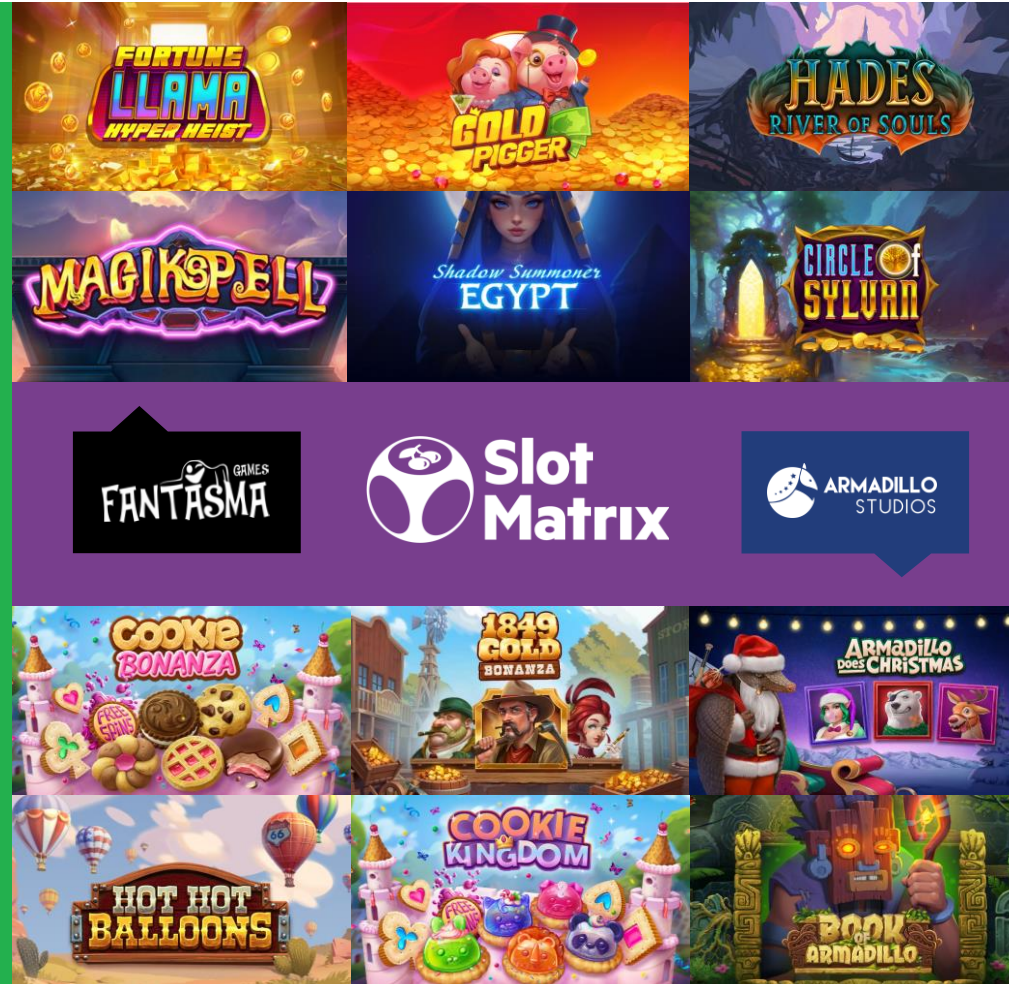 FORTUNE
LLAMA
HYPER HEIST
GOLD
PIGGER
HADES
RIVER OF SOULS
MAGIKSPELL
Shadow Summoner
EGYPT
CIRCLE Of
SYLVAN
FANTASMA
GAMES
Slot
Matrix
ARMADILLO
STUDIOS
COOKIE
BONANZA
FREE
SPINS
1849
GOLD
BONANZA
STOR
ARMADILLO
DOES CHRISTMAS
66
HOT HOT
BALLOONS
COOKIE
KINGDOM
FREE
BOOK
OF
ARMADILLO